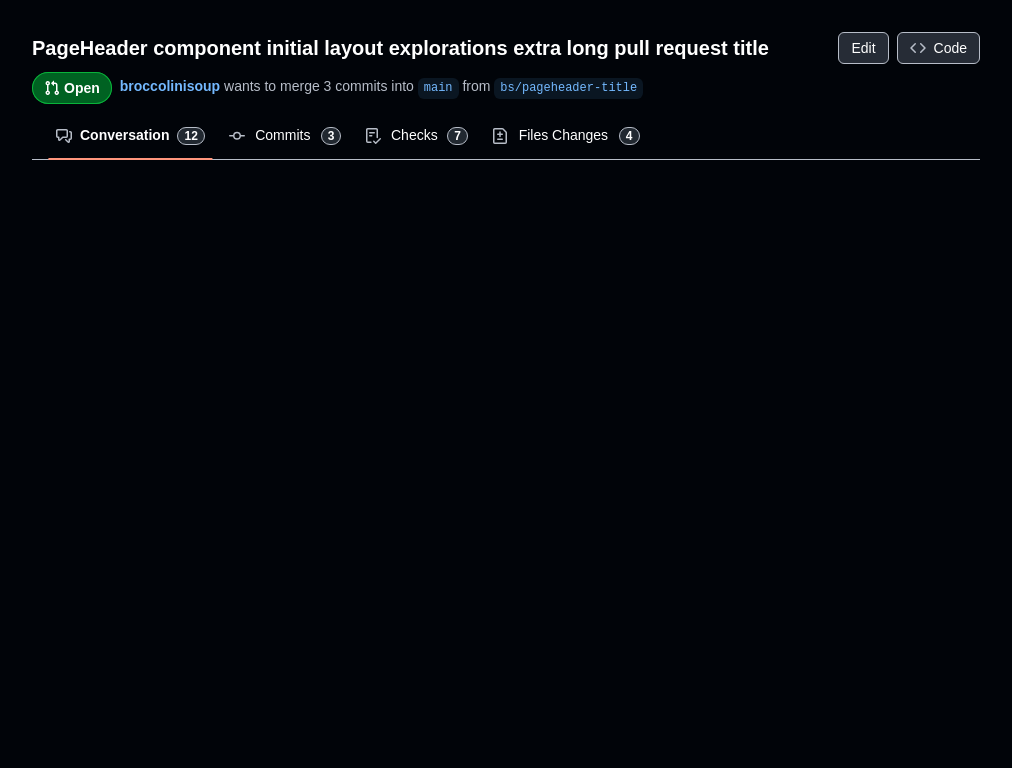 PageHeader component initial layout explorations extra long pull request title
Edit
Code
Open
broccolinisoup wants to merge 3 commits into main from bs/pageheader-title
Conversation 12
Commits 3
Checks 7
Files Changes 4